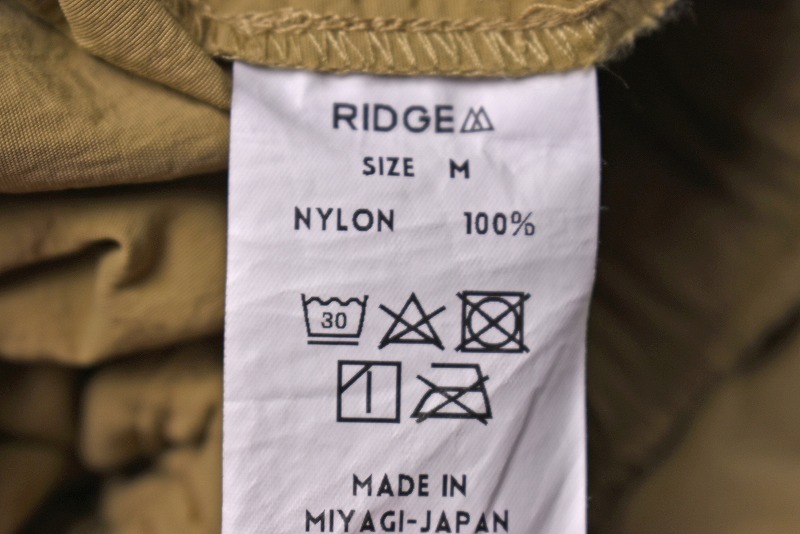 RIDGE
SIZE M
NYLON 100%
30
MADE IN
MIYAGI-JAPAN